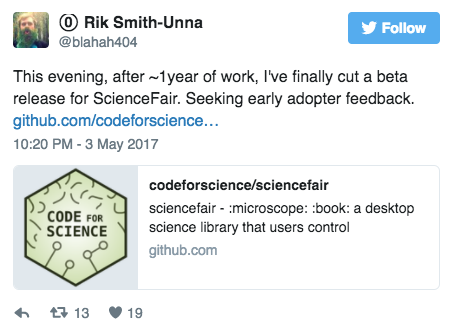 ⓪ Rik Smith-Unna
@blahah404
Follow
This evening, after ~1year of work, I've finally cut a beta
release for ScienceFair. Seeking early adopter feedback.
github.com/codeforscience…
10:20 PM - 3 May 2017
CODE FOR
SCIENCE
codeforscience/sciencefair
sciencefair - :microscope: :book: a desktop
science library that users control
github.com
13
19